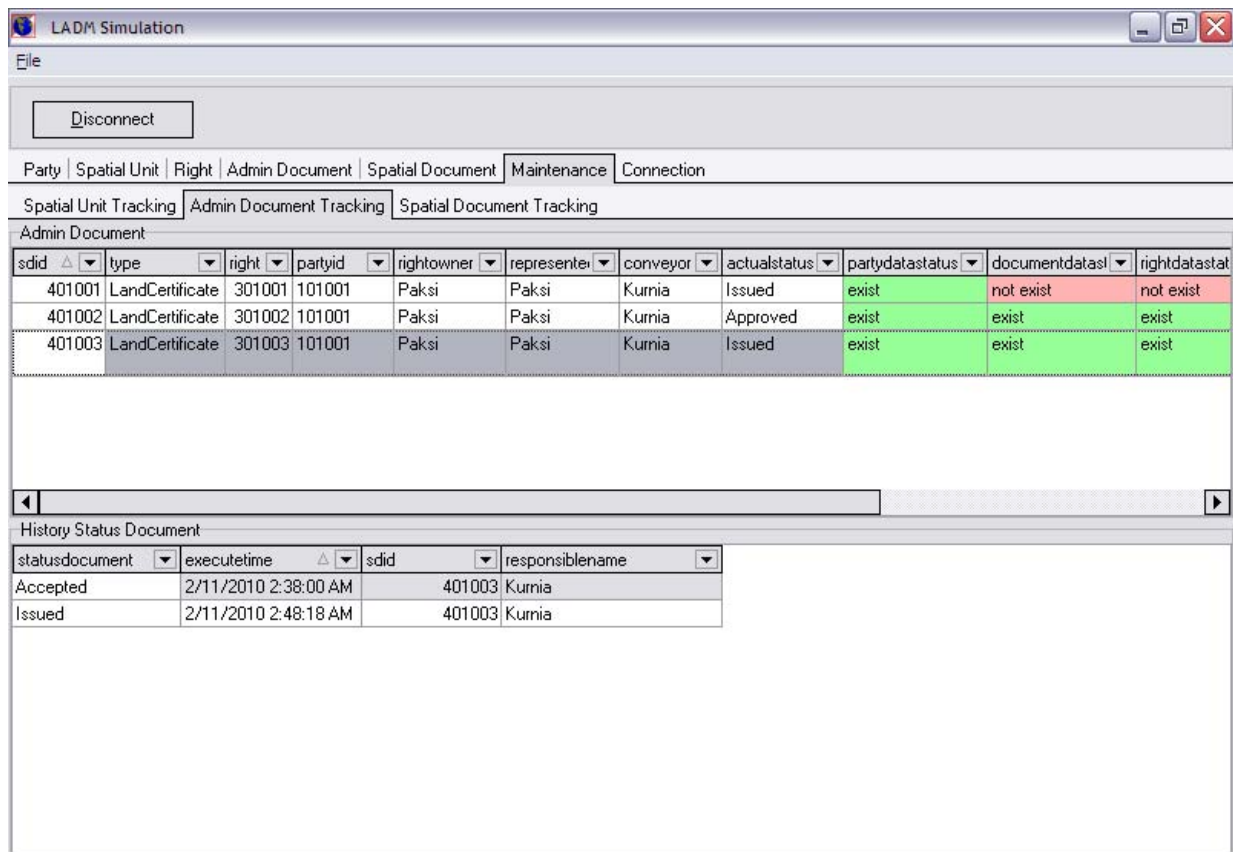 LADM Simulation
File
Disconnect
Party Spatial Unit Right Admin Document Spatial Document Maintenance Connection
Spatial Unit Tracking Admin Document Tracking Spatial Document Tracking
Admin Document
sdid type right partyid rightowner represente conveyor actualstatus partydatastatus documentdatast rightdatastat
401001 LandCertificate 301001 101001 Paksi Paksi Kurnia Issued exist not exist not exist
401002 LandCertificate 301002 101001 Paksi Paksi Kurnia Approved exist exist exist
401003 LandCertificate 301003 101001 Paksi Paksi Kurnia Issued exist exist exist
History Status Document
statusdocument executetime sdid responsiblename
Accepted 2/11/2010 2:38:00 AM 401003 Kurnia
Issued 2/11/2010 2:48:18 AM 401003 Kurnia